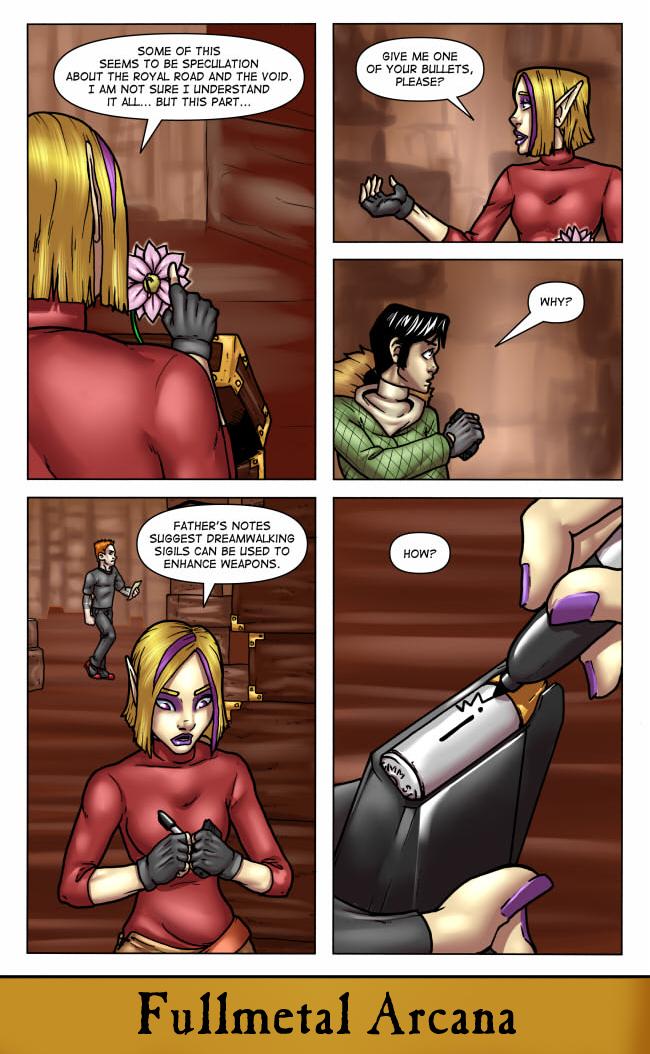 SOME OF THIS
SEEMS TO BE SPECULATION
ABOUT THE ROYAL ROAD AND THE VOID.
I AM NOT SURE I UNDERSTAND
IT ALL... BUT THIS PART...
GIVE ME ONE
OF YOUR BULLETS,
PLEASE?
WHY?
FATHER'S NOTES
SUGGEST DREAMWALKING
SIGILS CAN BE USED TO
ENHANCE WEAPONS.
HOW?
Fullmetal Arcana